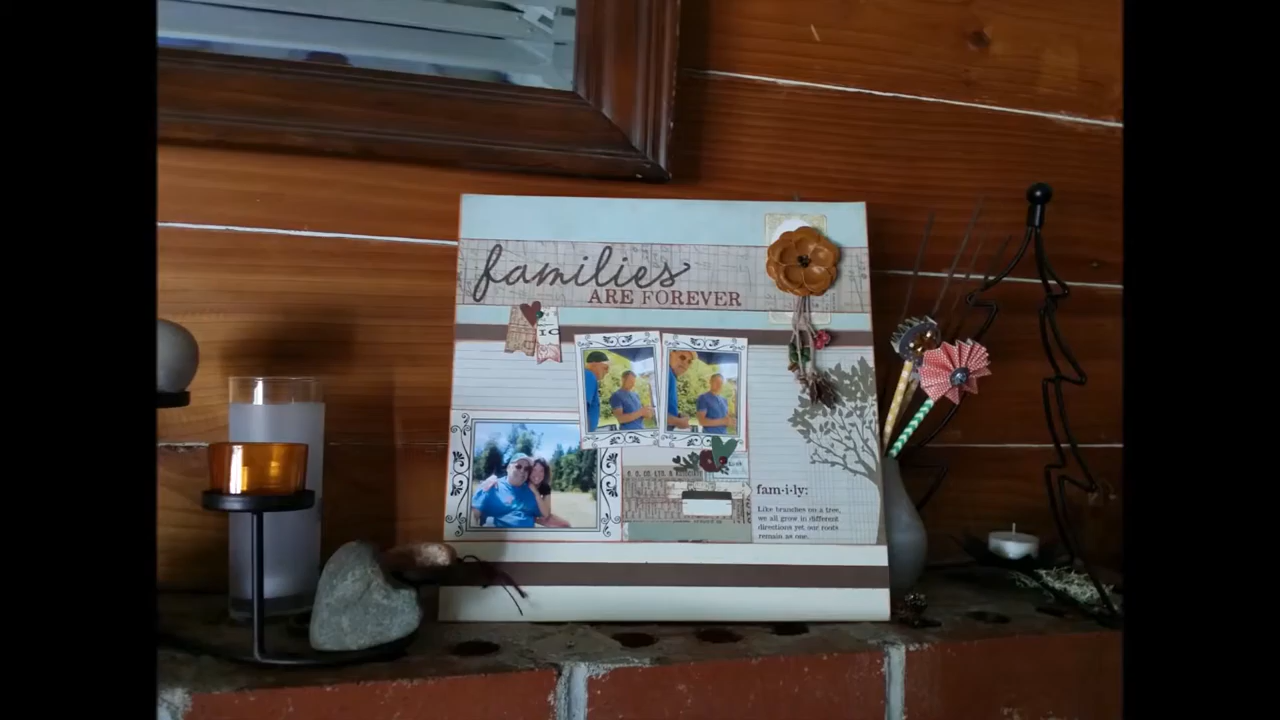 families
ARE FOREVER
IC
fam·i·ly:
Like branches on a tree,
we all grow in different
directions yet our roots
remain as one.